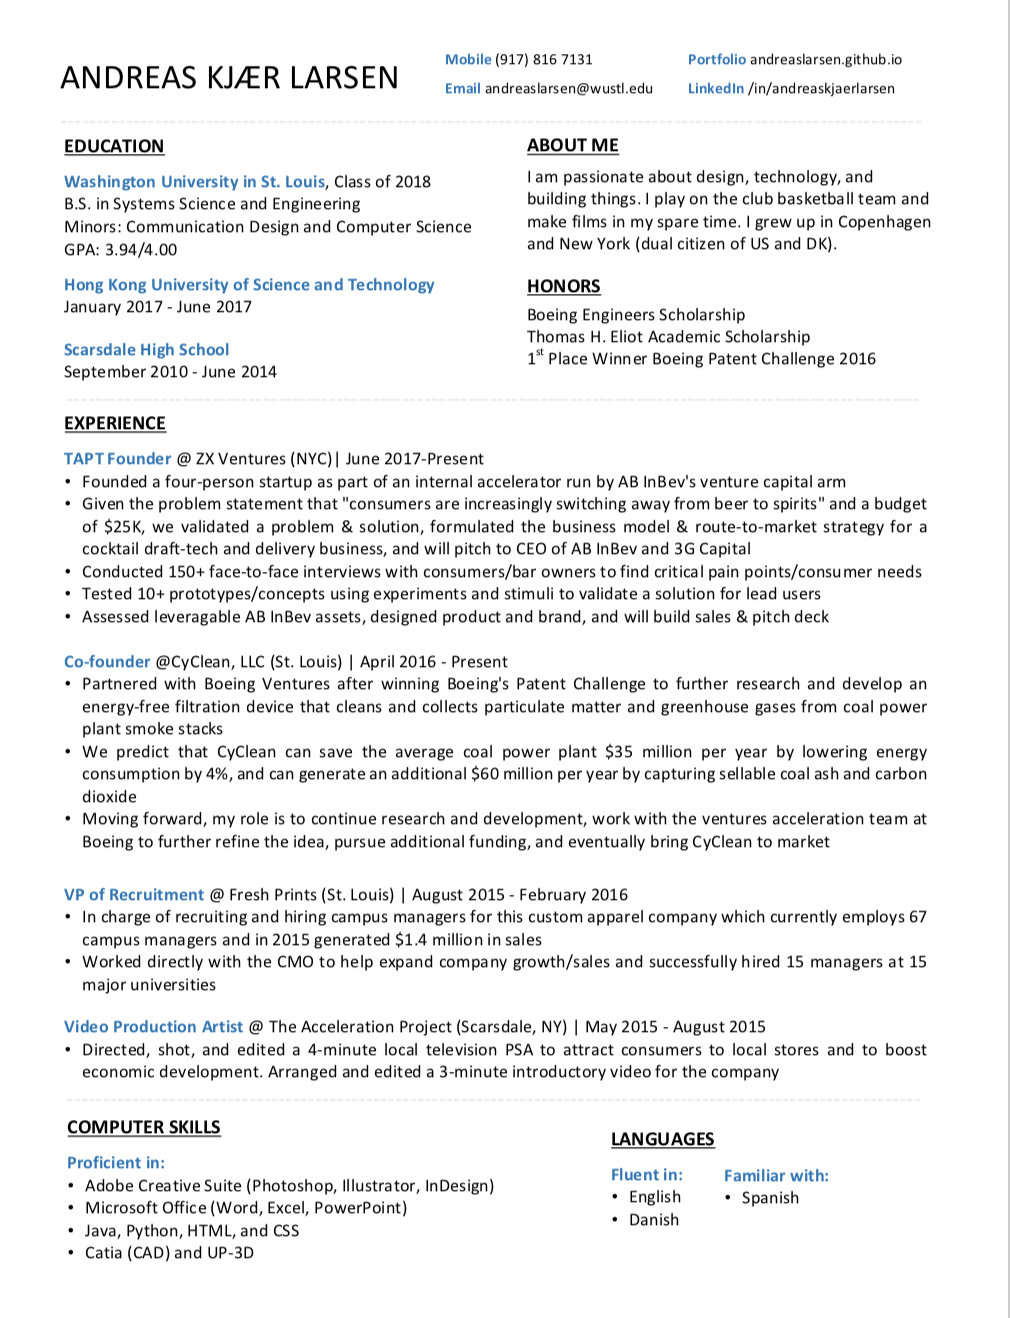 ANDREAS KJÆR LARSEN
Mobile (917) 816 7131
Portfolio andreaslarsen.github.io
Email andreaslarsen@wustl.edu
LinkedIn /in/andreaskjaerlarsen
EDUCATION
Washington University in St. Louis, Class of 2018
B.S. in Systems Science and Engineering
Minors: Communication Design and Computer Science
GPA: 3.94/4.00
Hong Kong University of Science and Technology
January 2017 - June 2017
Scarsdale High School
September 2010 - June 2014
ABOUT ME
I am passionate about design, technology, and
building things. I play on the club basketball team and
make films in my spare time. I grew up in Copenhagen
and New York (dual citizen of US and DK).
HONORS
Boeing Engineers Scholarship
Thomas H. Eliot Academic Scholarship
1st Place Winner Boeing Patent Challenge 2016
EXPERIENCE
TAPT Founder @ ZX Ventures (NYC)| June 2017-Present
• Founded a four-person startup as part of an internal accelerator run by AB InBev's venture capital arm
• Given the problem statement that "consumers are increasingly switching away from beer to spirits" and a budget
of $25K, we validated a problem & solution, formulated the business model & route-to-market strategy for a
cocktail draft-tech and delivery business, and will pitch to CEO of AB InBev and 3G Capital
• Conducted 150+ face-to-face interviews with consumers/bar owners to find critical pain points/consumer needs
• Tested 10+ prototypes/concepts using experiments and stimuli to validate a solution for lead users
• Assessed leveragable AB InBev assets, designed product and brand, and will build sales & pitch deck
Co-founder @CyClean, LLC (St. Louis) | April 2016 - Present
• Partnered with Boeing Ventures after winning Boeing's Patent Challenge to further research and develop an
energy-free filtration device that cleans and collects particulate matter and greenhouse gases from coal power
plant smoke stacks
• We predict that CyClean can save the average coal power plant $35 million per year by lowering energy
consumption by 4%, and can generate an additional $60 million per year by capturing sellable coal ash and carbon
dioxide
• Moving forward, my role is to continue research and development, work with the ventures acceleration team at
Boeing to further refine the idea, pursue additional funding, and eventually bring CyClean to market
VP of Recruitment @ Fresh Prints (St. Louis) | August 2015 - February 2016
• In charge of recruiting and hiring campus managers for this custom apparel company which currently employs 67
campus managers and in 2015 generated $1.4 million in sales
• Worked directly with the CMO to help expand company growth/sales and successfully hired 15 managers at 15
major universities
Video Production Artist @ The Acceleration Project (Scarsdale, NY) | May 2015 - August 2015
• Directed, shot, and edited a 4-minute local television PSA to attract consumers to local stores and to boost
economic development. Arranged and edited a 3-minute introductory video for the company
COMPUTER SKILLS
Proficient in:
• Adobe Creative Suite (Photoshop, Illustrator, InDesign)
• Microsoft Office (Word, Excel, PowerPoint)
• Java, Python, HTML, and CSS
• Catia (CAD) and UP-3D
LANGUAGES
Fluent in:
• English
• Danish
Familiar with:
• Spanish